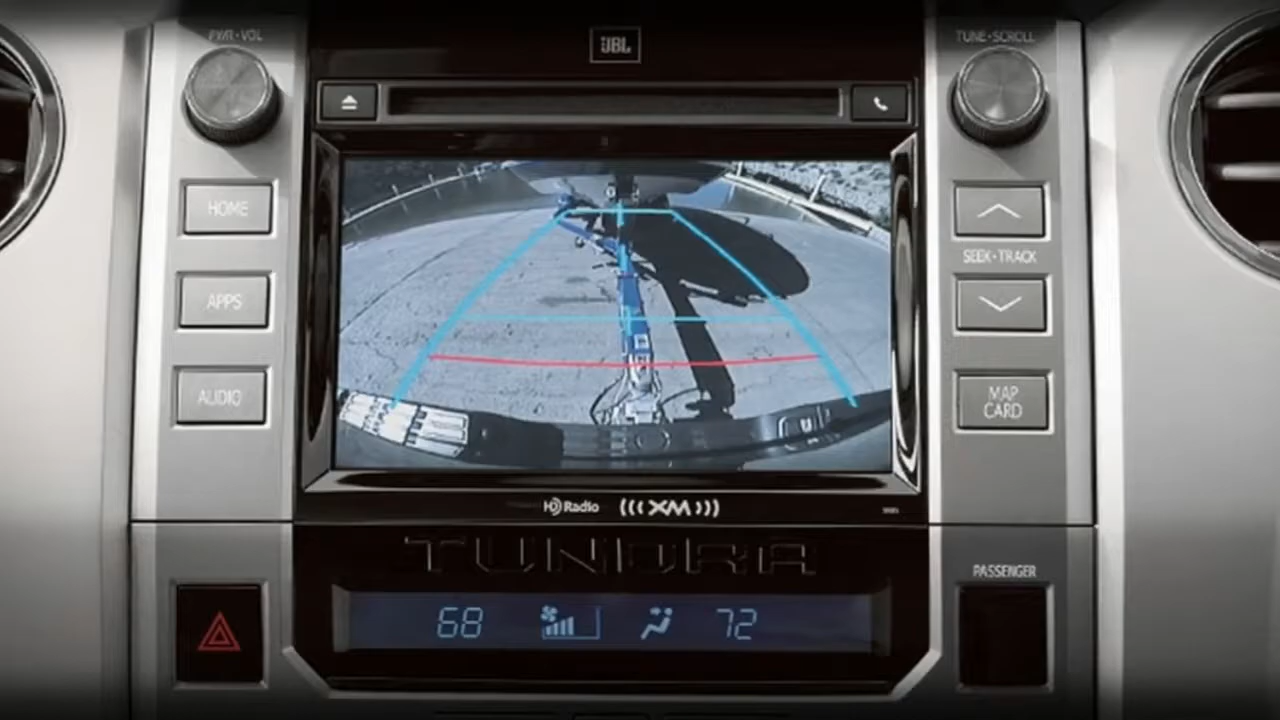 PWR•VOL
JBL
TUNE•SCROLL
HOME
SEEK•TRACK
APPS
AUDIO
MAP
CARD
HD Radio
(((XM)))
TUNDRA
PASSENGER
68
72